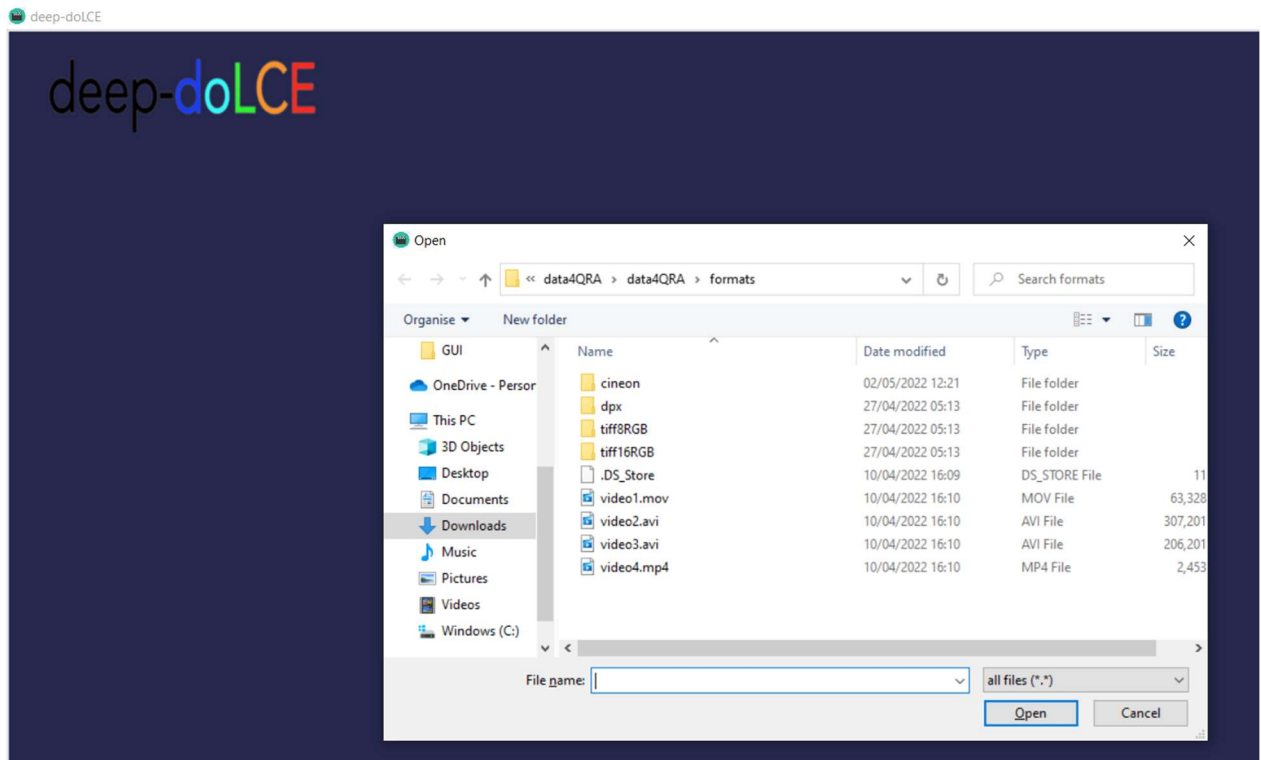 deep-doLCE
deep-doLCE
Open
« data4QRA > data4QRA > formats
Search formats
Organise
New folder
GUI
OneDrive - Person
This PC
3D Objects
Desktop
Documents
Downloads
Music
Pictures
Videos
Windows (C:)
Name Date modified Type Size
cineon 02/05/2022 12:21 File folder
dpx 27/04/2022 05:13 File folder
tiff8RGB 27/04/2022 05:13 File folder
tiff16RGB 27/04/2022 05:13 File folder
.DS_Store 10/04/2022 16:09 DS_STORE File 11
video1.mov 10/04/2022 16:10 MOV File 63,328
video2.avi 10/04/2022 16:10 AVI File 307,201
video3.avi 10/04/2022 16:10 AVI File 206,201
video4.mp4 10/04/2022 16:10 MP4 File 2,453
File name:
all files (*.*)
Open
Cancel